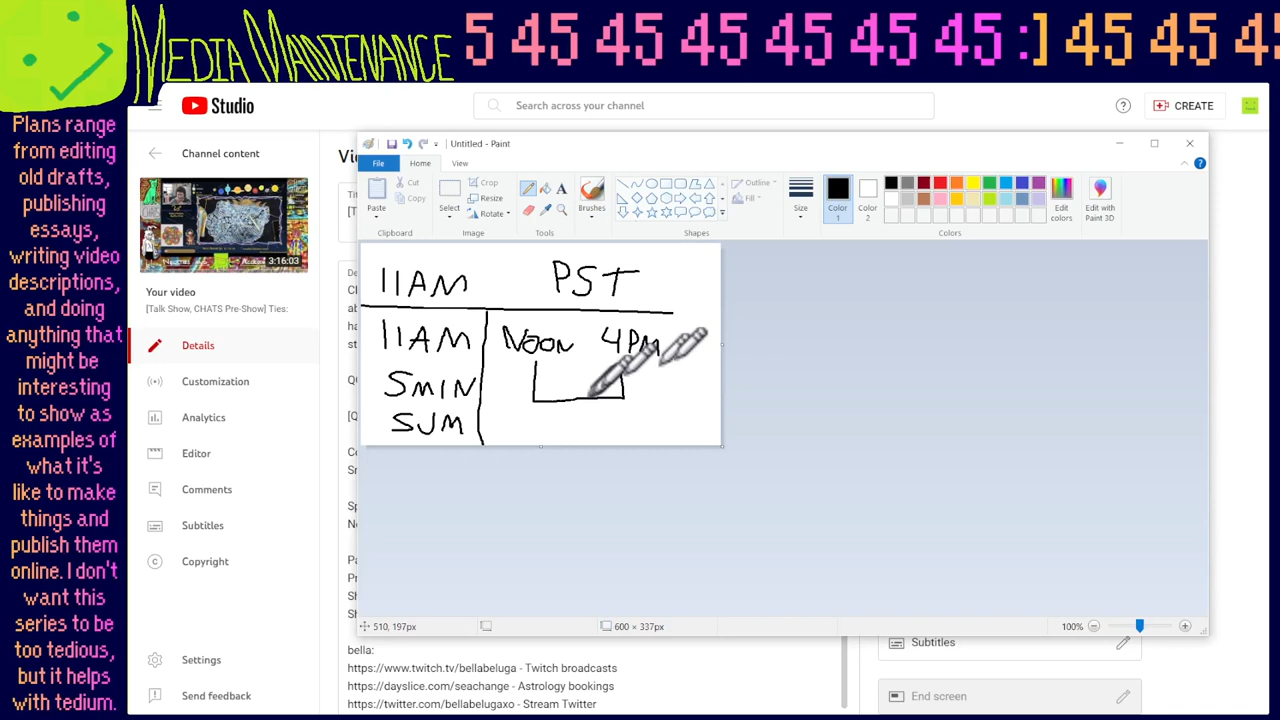 MEDIA MAINTENANCE
5 45 45 45 45 45 45 :] 45 45
Plans range
from editing
old drafts,
publishing
essays,
writing video
descriptions,
and doing
anything that
might be
interesting
to show as
examples of
what it's
like to make
things and
publish them
online. I don't
want this
series to be
too tedious,
but it helps
with tedium.
Studio
Search across your channel
CREATE
Channel content
3:16:03
Your video
[Talk Show, CHATS Pre-Show] Ties:
Details
Customization
Analytics
Editor
Comments
Subtitles
Copyright
Settings
Send feedback
Untitled - Paint
File Home View
Paste
Cut
Copy
Clipboard
Select
Crop
Resize
Rotate
Image
A
Tools
Brushes
Outline
Fill
Shapes
Size
Color 1
Color 2
Edit colors
Edit with Paint 3D
Colors
11AM PST
11AM NOON 4PM
5MIN
SUM
510, 197px
600 × 337px
100%
bella:
https://www.twitch.tv/bellabeluga - Twitch broadcasts
https://dayslice.com/seachange - Astrology bookings
https://twitter.com/bellabelugaxo - Stream Twitter
Subtitles
End screen